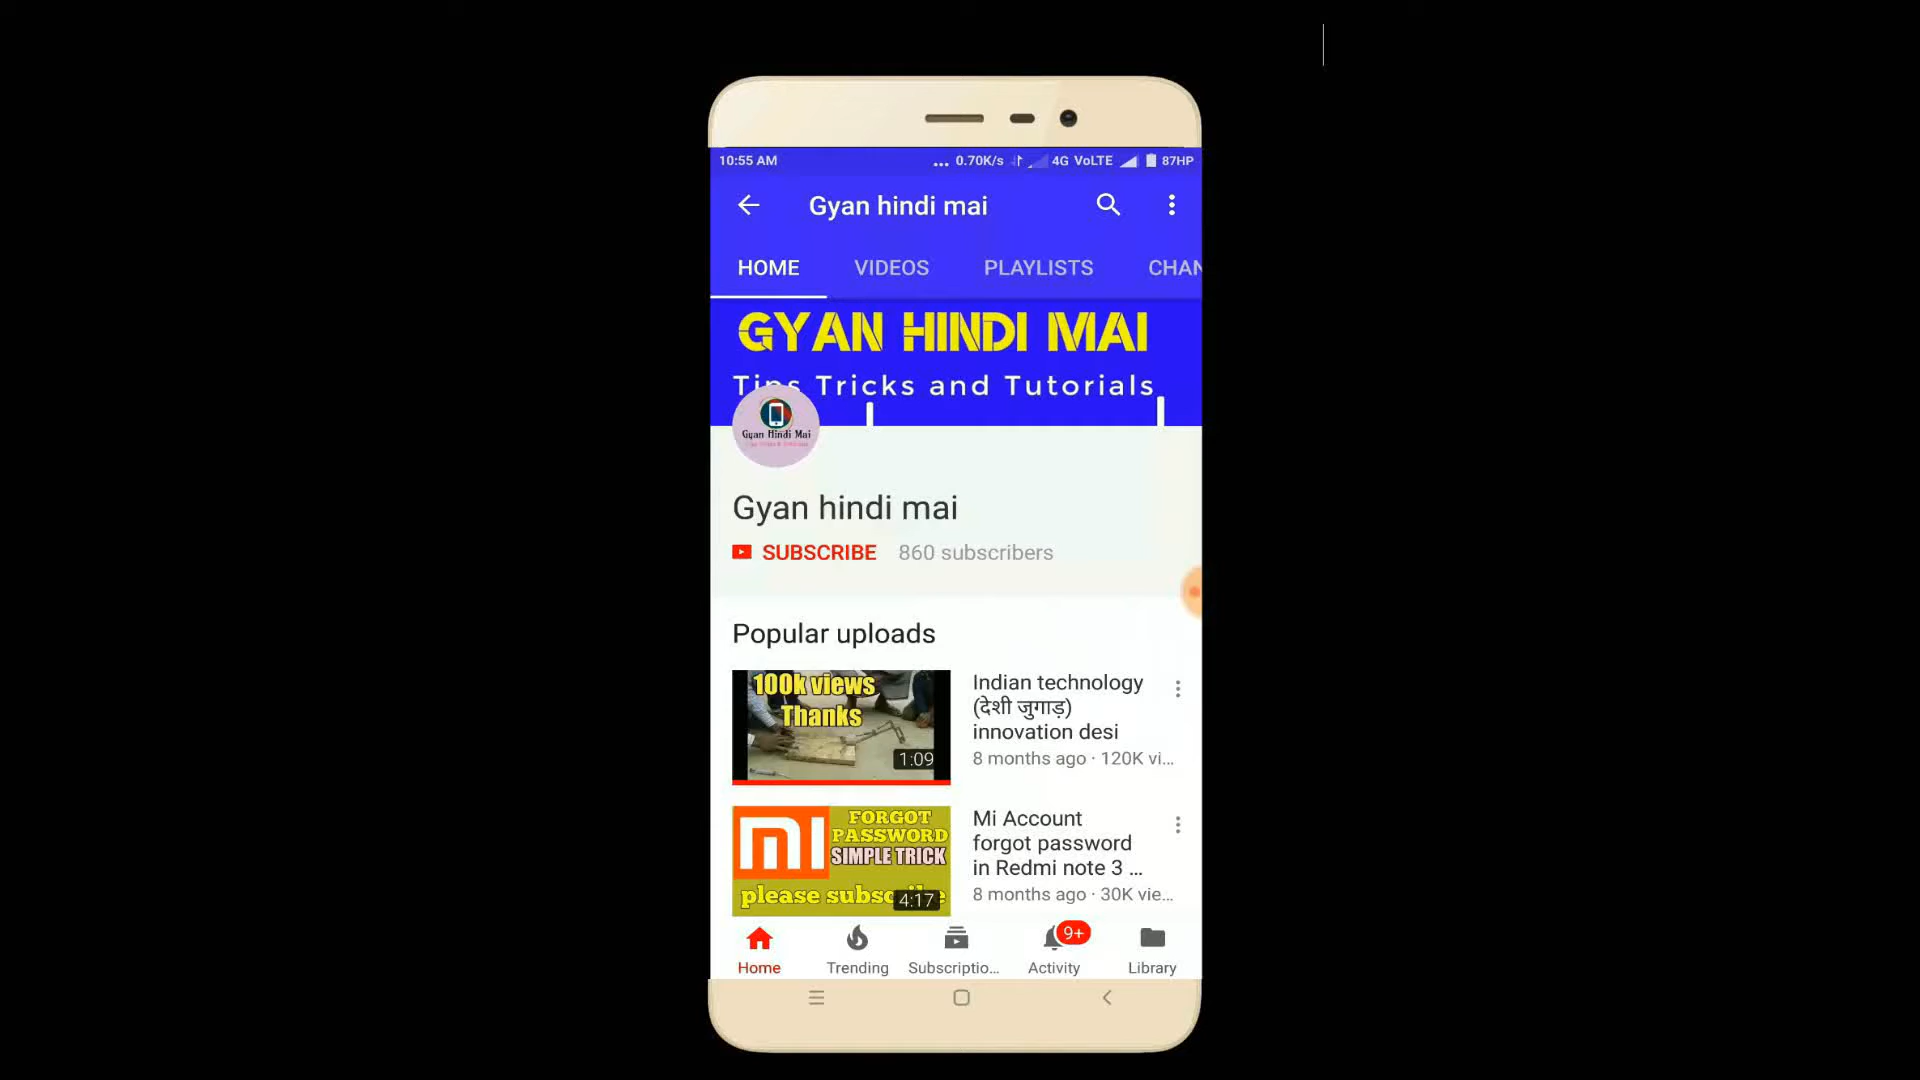 10:55 AM
... 0.70K/s 4G VoLTE 87HP
Gyan hindi mai
HOME VIDEOS PLAYLISTS CHAN
GYAN HINDI MAI
Tips Tricks and Tutorials
Gyan Hindi Mai
Gyan hindi mai
SUBSCRIBE 860 subscribers
Popular uploads
100k views
Thanks
1:09
Indian technology
(देशी जुगाड़)
innovation desi
8 months ago · 120K vi...
mi
FORGOT
PASSWORD
SIMPLE TRICK
please subscribe
4:17
Mi Account
forgot password
in Redmi note 3 ...
8 months ago · 30K vie...
9+
Home Trending Subscriptio... Activity Library